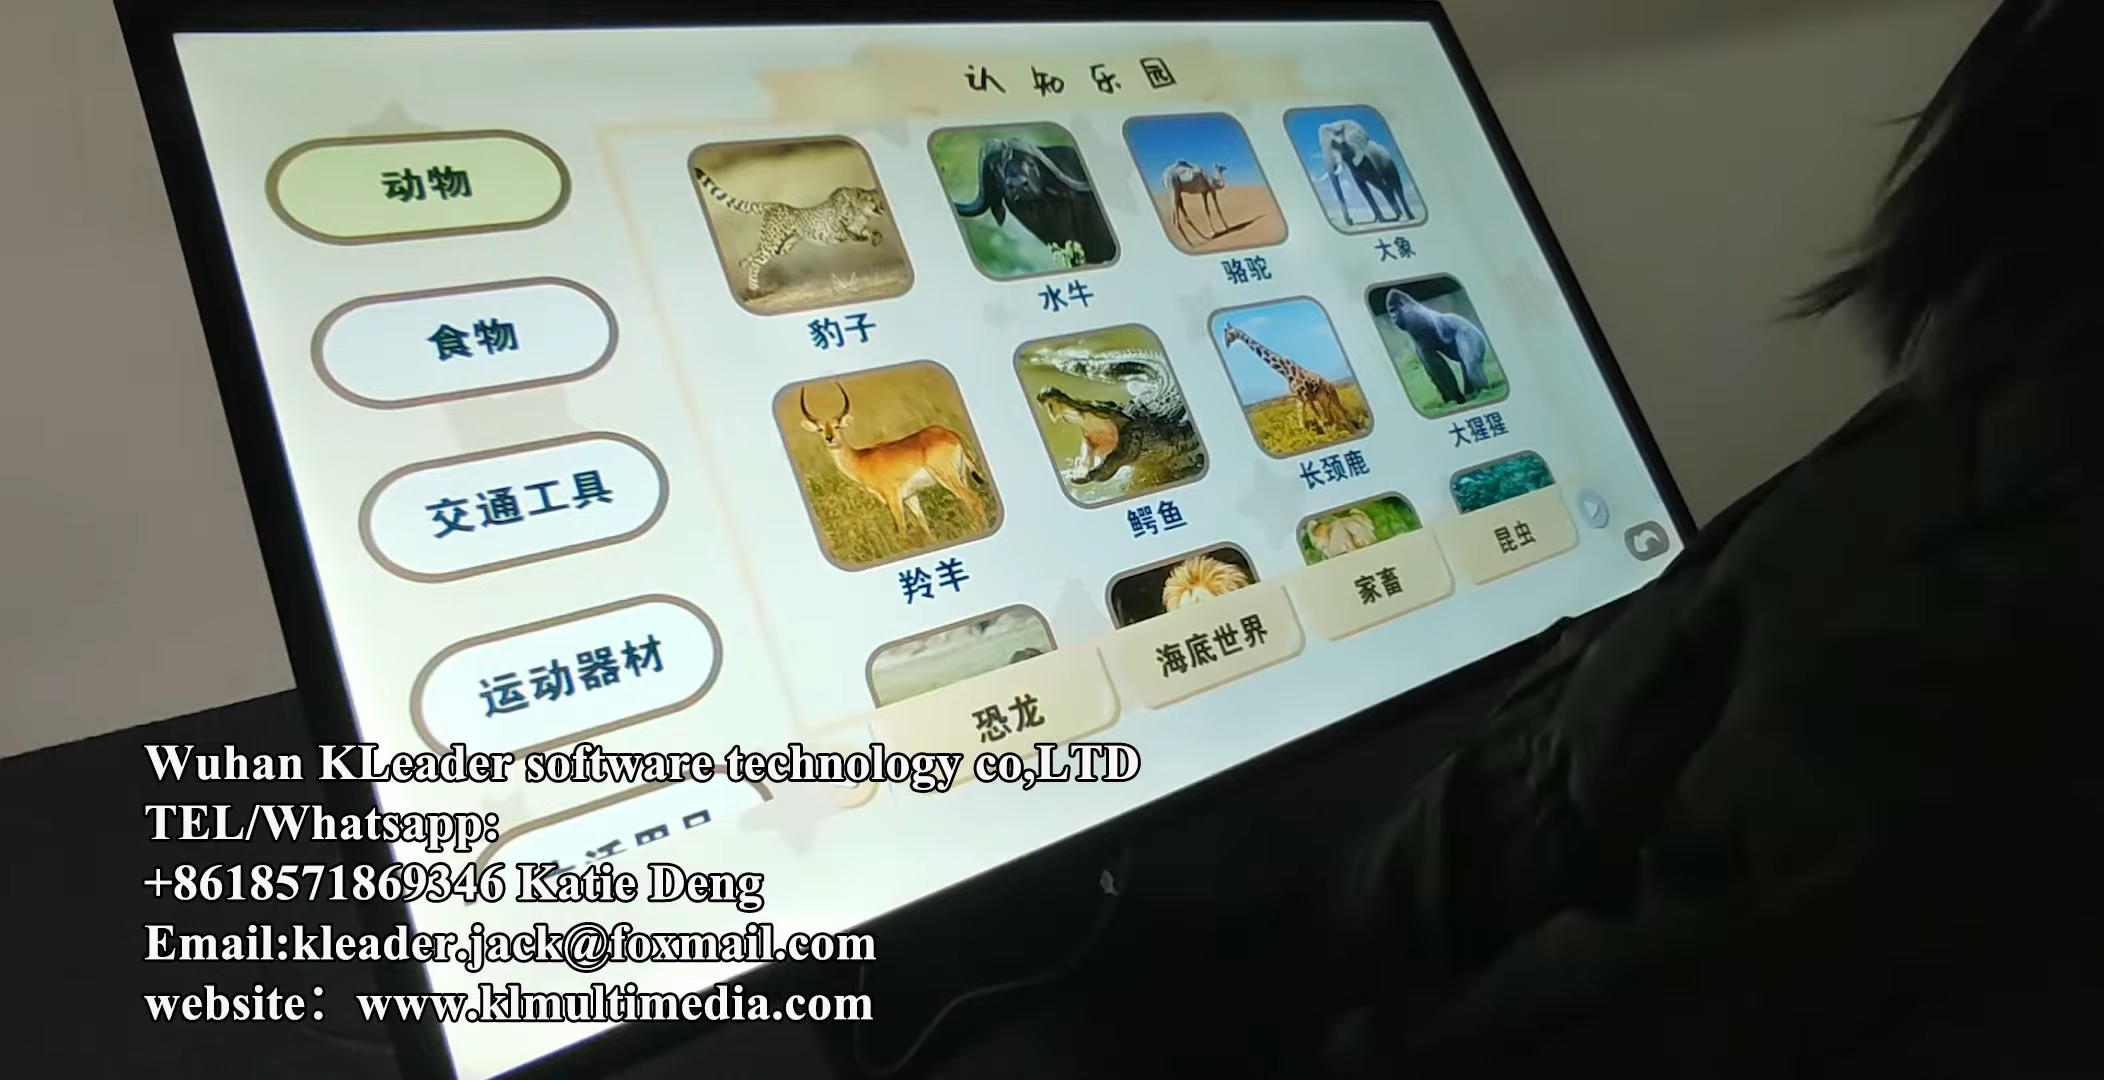 认知乐园
动物
食物
交通工具
运动器材
豹子
水牛
骆驼
大象
羚羊
鳄鱼
长颈鹿
大猩猩
恐龙
海底世界
家畜
昆虫
Wuhan KLeader software technology co,LTD
TEL/Whatsapp:
+8618571869346 Katie Deng
Email:kleader.jack@foxmail.com
website：www.klmultimedia.com